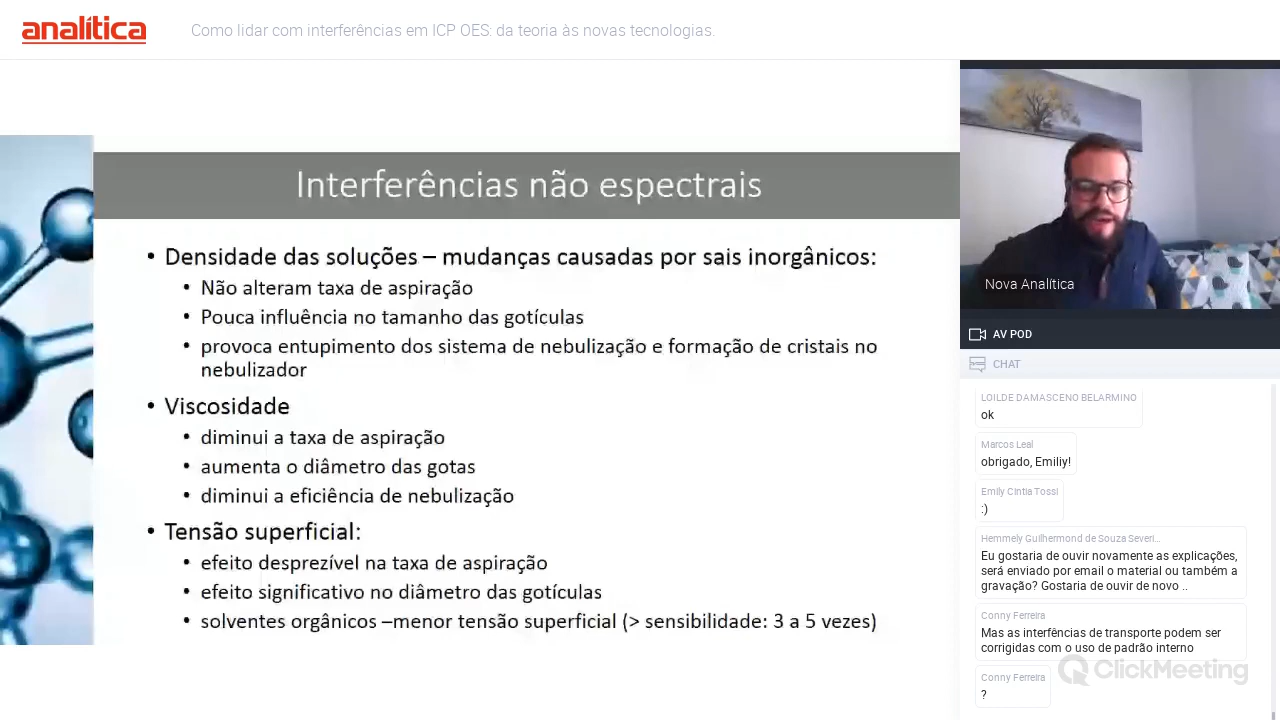 analítica
Como lidar com interferências em ICP OES: da teoria às novas tecnologias.
Interferências não espectrais
• Densidade das soluções – mudanças causadas por sais inorgânicos:
• Não alteram taxa de aspiração
• Pouca influência no tamanho das gotículas
• provoca entupimento dos sistema de nebulização e formação de cristais no
nebulizador
• Viscosidade
• diminui a taxa de aspiração
• aumenta o diâmetro das gotas
• diminui a eficiência de nebulização
• Tensão superficial:
• efeito desprezível na taxa de aspiração
• efeito significativo no diâmetro das gotículas
• solventes orgânicos –menor tensão superficial (> sensibilidade: 3 a 5 vezes)
Nova Analítica
AV POD
CHAT
LOILDE DAMASCENO BELARMINO
ok
Marcos Leal
obrigado, Emiliy!
Emily Cintia Tossi
:)
Hemmely Guilhermond de Souza Severi...
Eu gostaria de ouvir novamente as explicações,
será enviado por email o material ou também a
gravação? Gostaria de ouvir de novo ..
Conny Ferreira
Mas as interfências de transporte podem ser
corrigidas com o uso de padrão interno
Conny Ferreira
?
ClickMeeting